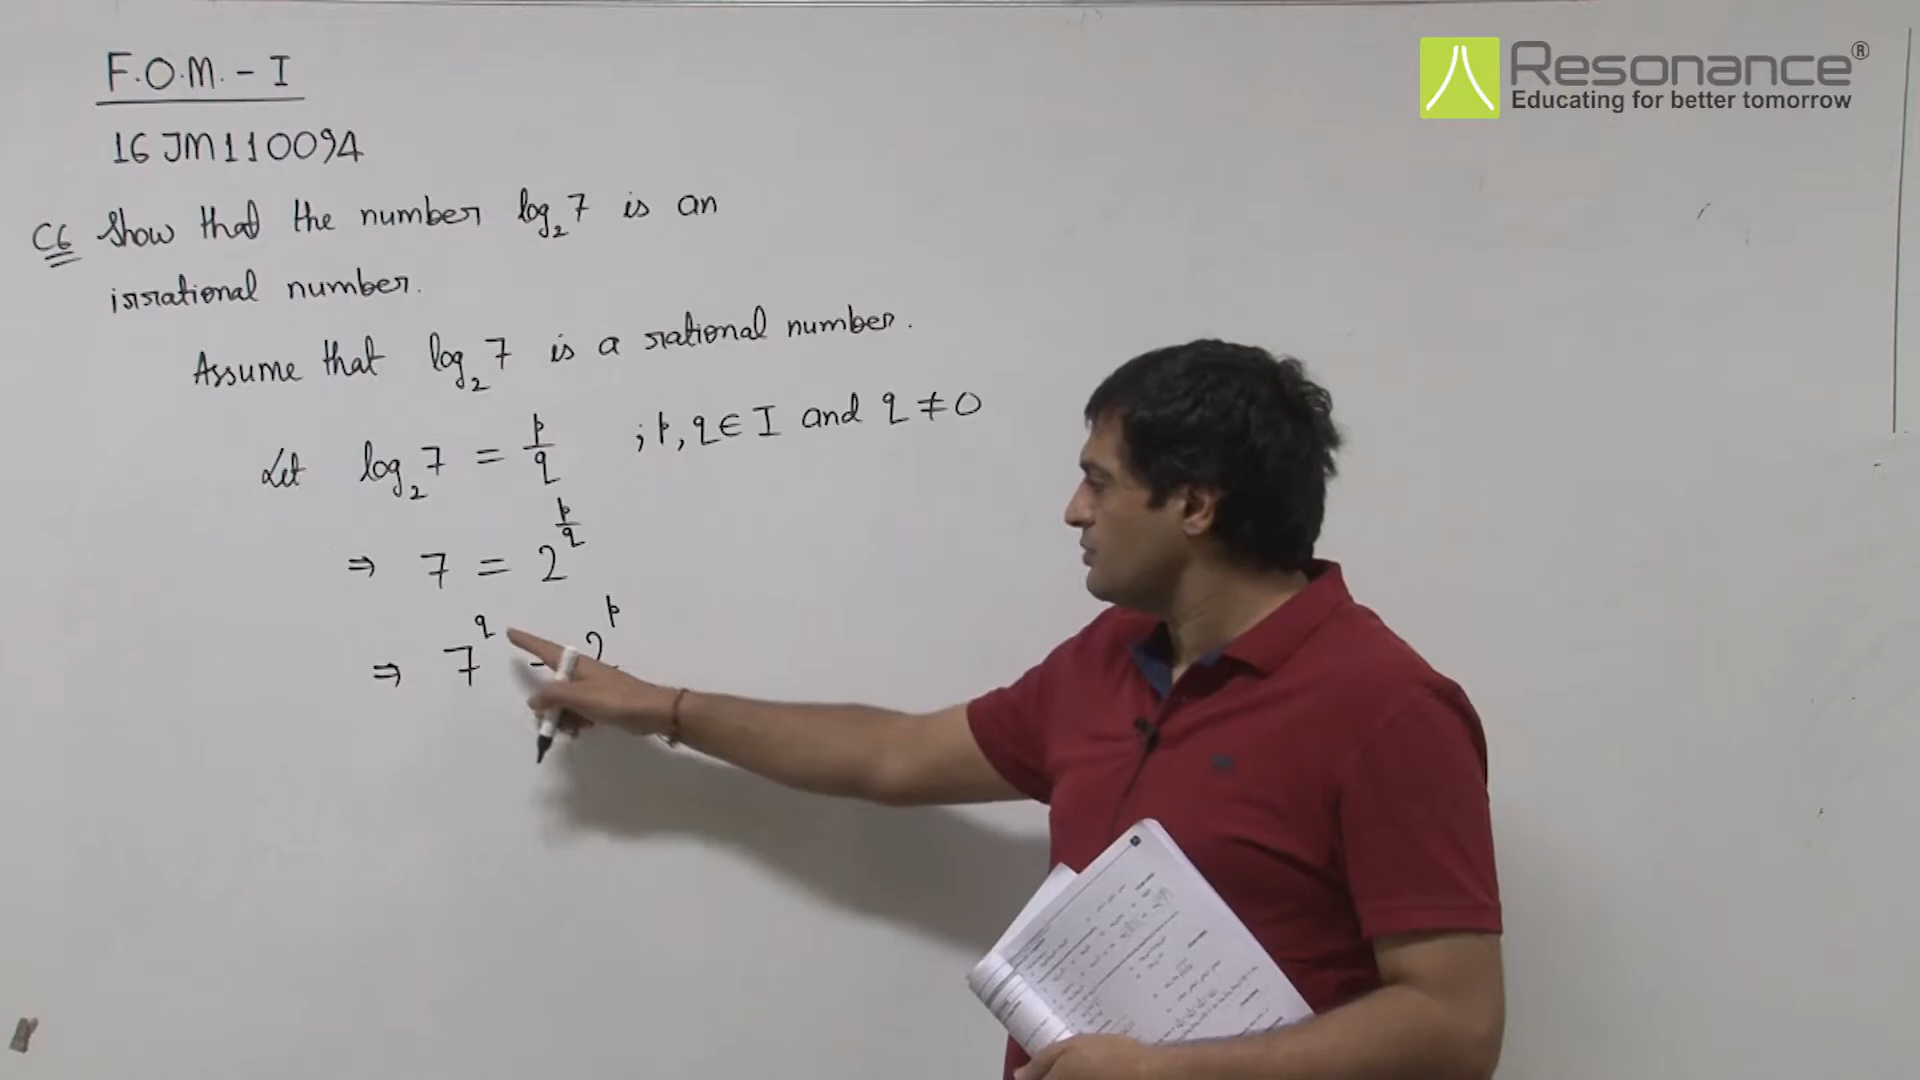 F.O.M. - I
16JM110094
C6 Show that the number log₂7 is an
irrational number.
Assume that log₂7 is a rational number.
Let log₂7 = p/q ; p, q ∈ I and q ≠ 0
⇒ 7 = 2^(p/q)
⇒ 7^q = 2^p
Resonance®
Educating for better tomorrow